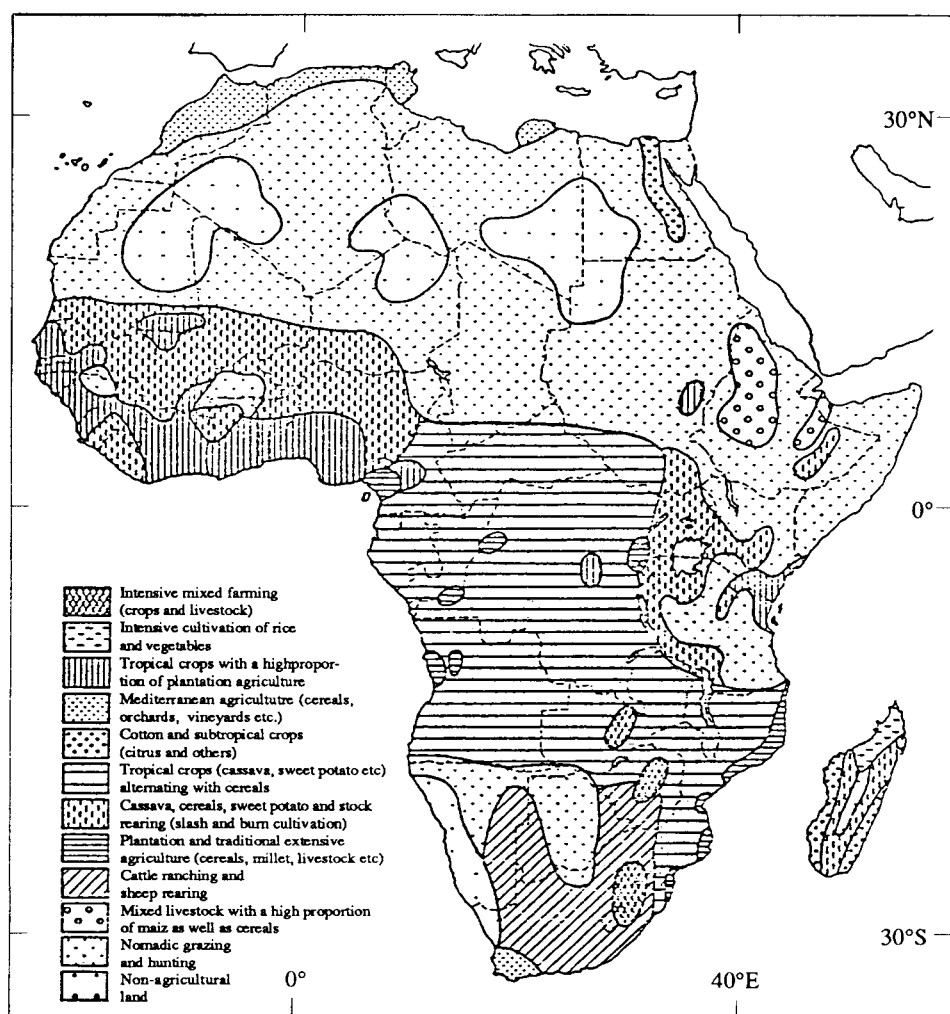 30°N
0°
Intensive mixed farming
(crops and livestock)
Intensive cultivation of rice
and vegetables
Tropical crops with a highpropor-
tion of plantation agriculture
Mediterranean agricultutre (cereals,
orchards, vineyards etc.)
Cotton and subtropical crops
(citrus and others)
Tropical crops (cassava, sweet potato etc)
alternating with cereals
Cassava, cereals, sweet potato and stock
rearing (slash and burn cultivation)
Plantation and traditional extensive
agriculture (cereals, millet, livestock etc)
Cattle ranching and
sheep rearing
Mixed livestock with a high proportion
of maiz as well as cereals
Nomadic grazing
and hunting
Non-agricultural
land
30°S
0°
40°E